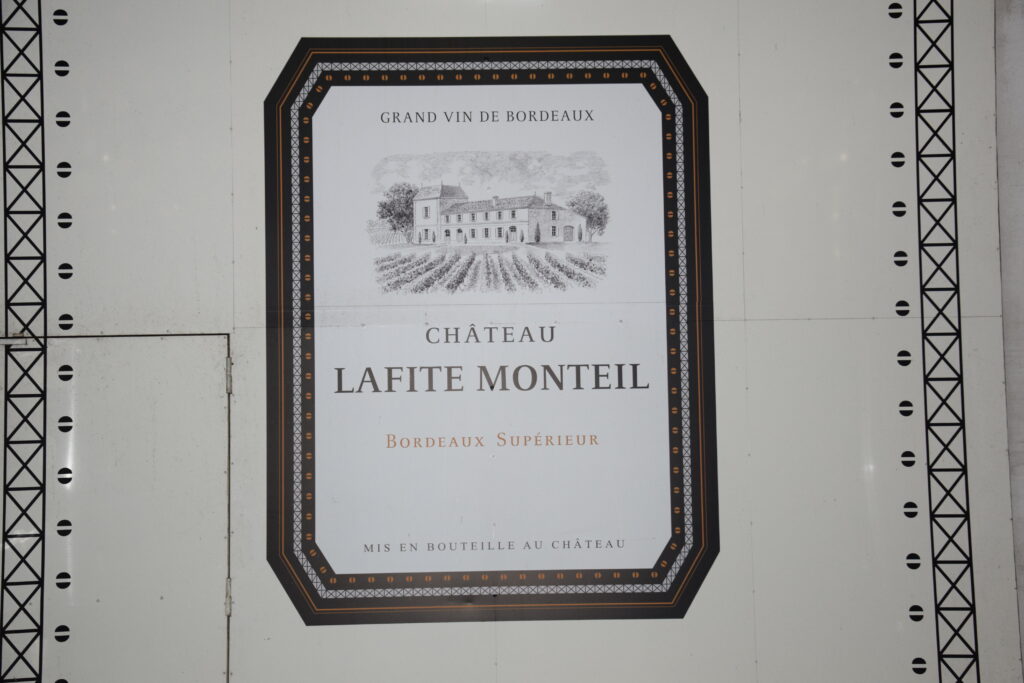 GRAND VIN DE BORDEAUX
CHÂTEAU
LAFITE MONTEIL
BORDEAUX SUPÉRIEUR
MIS EN BOUTEILLE AU CHÂTEAU